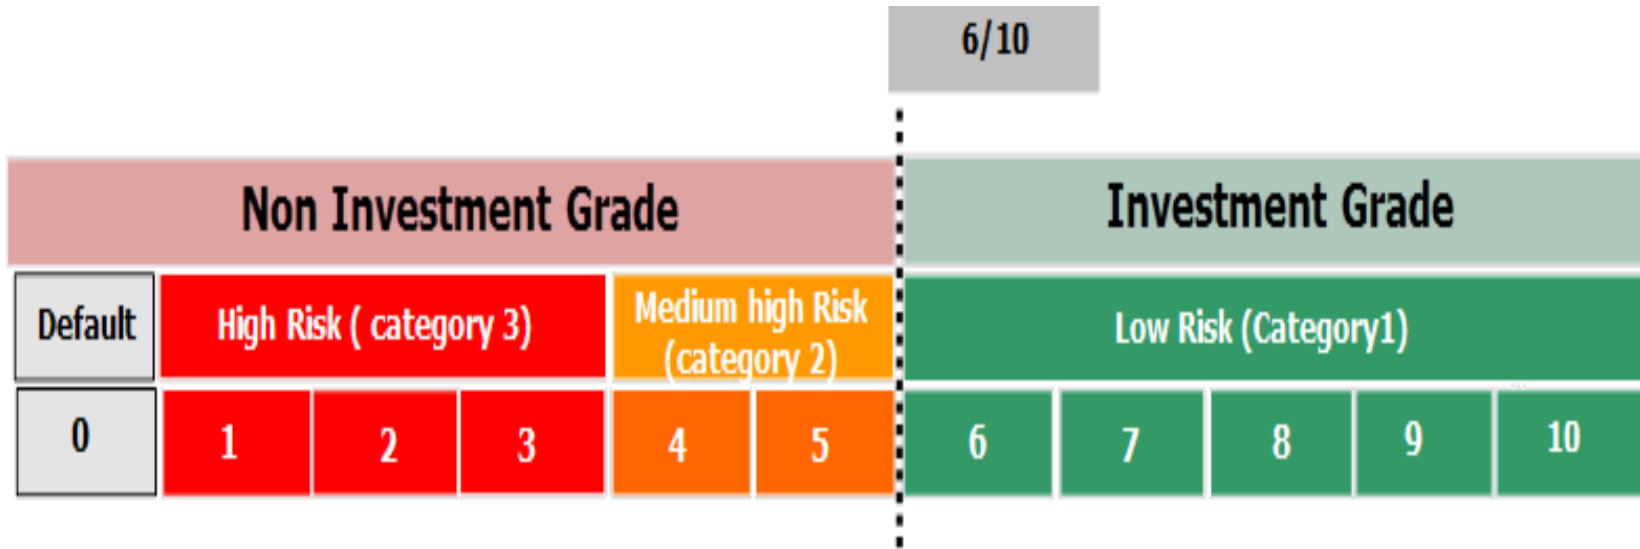 6/10
Non Investment Grade
Investment Grade
Default
High Risk ( category 3)
Medium high Risk
(category 2)
Low Risk (Category1)
0
1
2
3
4
5
6
7
8
9
10